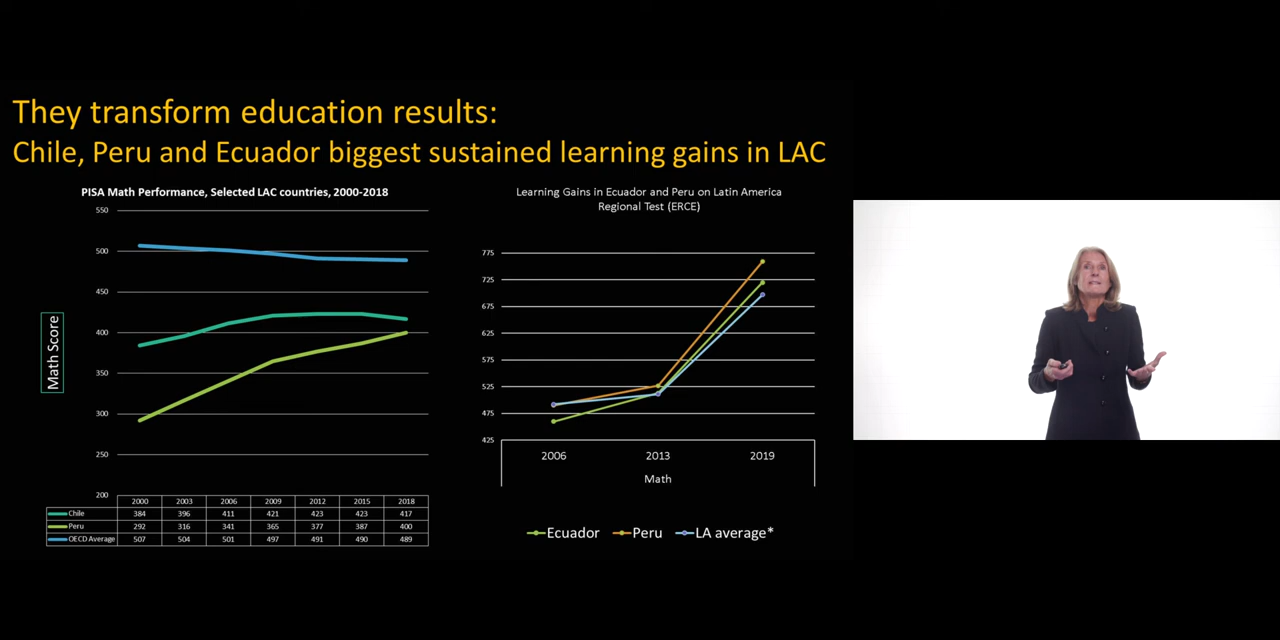 They transform education results:
Chile, Peru and Ecuador biggest sustained learning gains in LAC
PISA Math Performance, Selected LAC countries, 2000-2018
Math Score
550
500
450
400
350
300
250
200
2000 2003 2006 2009 2012 2015 2018
Chile 384 396 411 421 423 423 417
Peru 292 316 341 365 377 387 400
OECD Average 507 504 501 497 491 490 489
Learning Gains in Ecuador and Peru on Latin America
Regional Test (ERCE)
775
725
675
625
575
525
475
425
2006 2013 2019
Math
Ecuador Peru LA average*